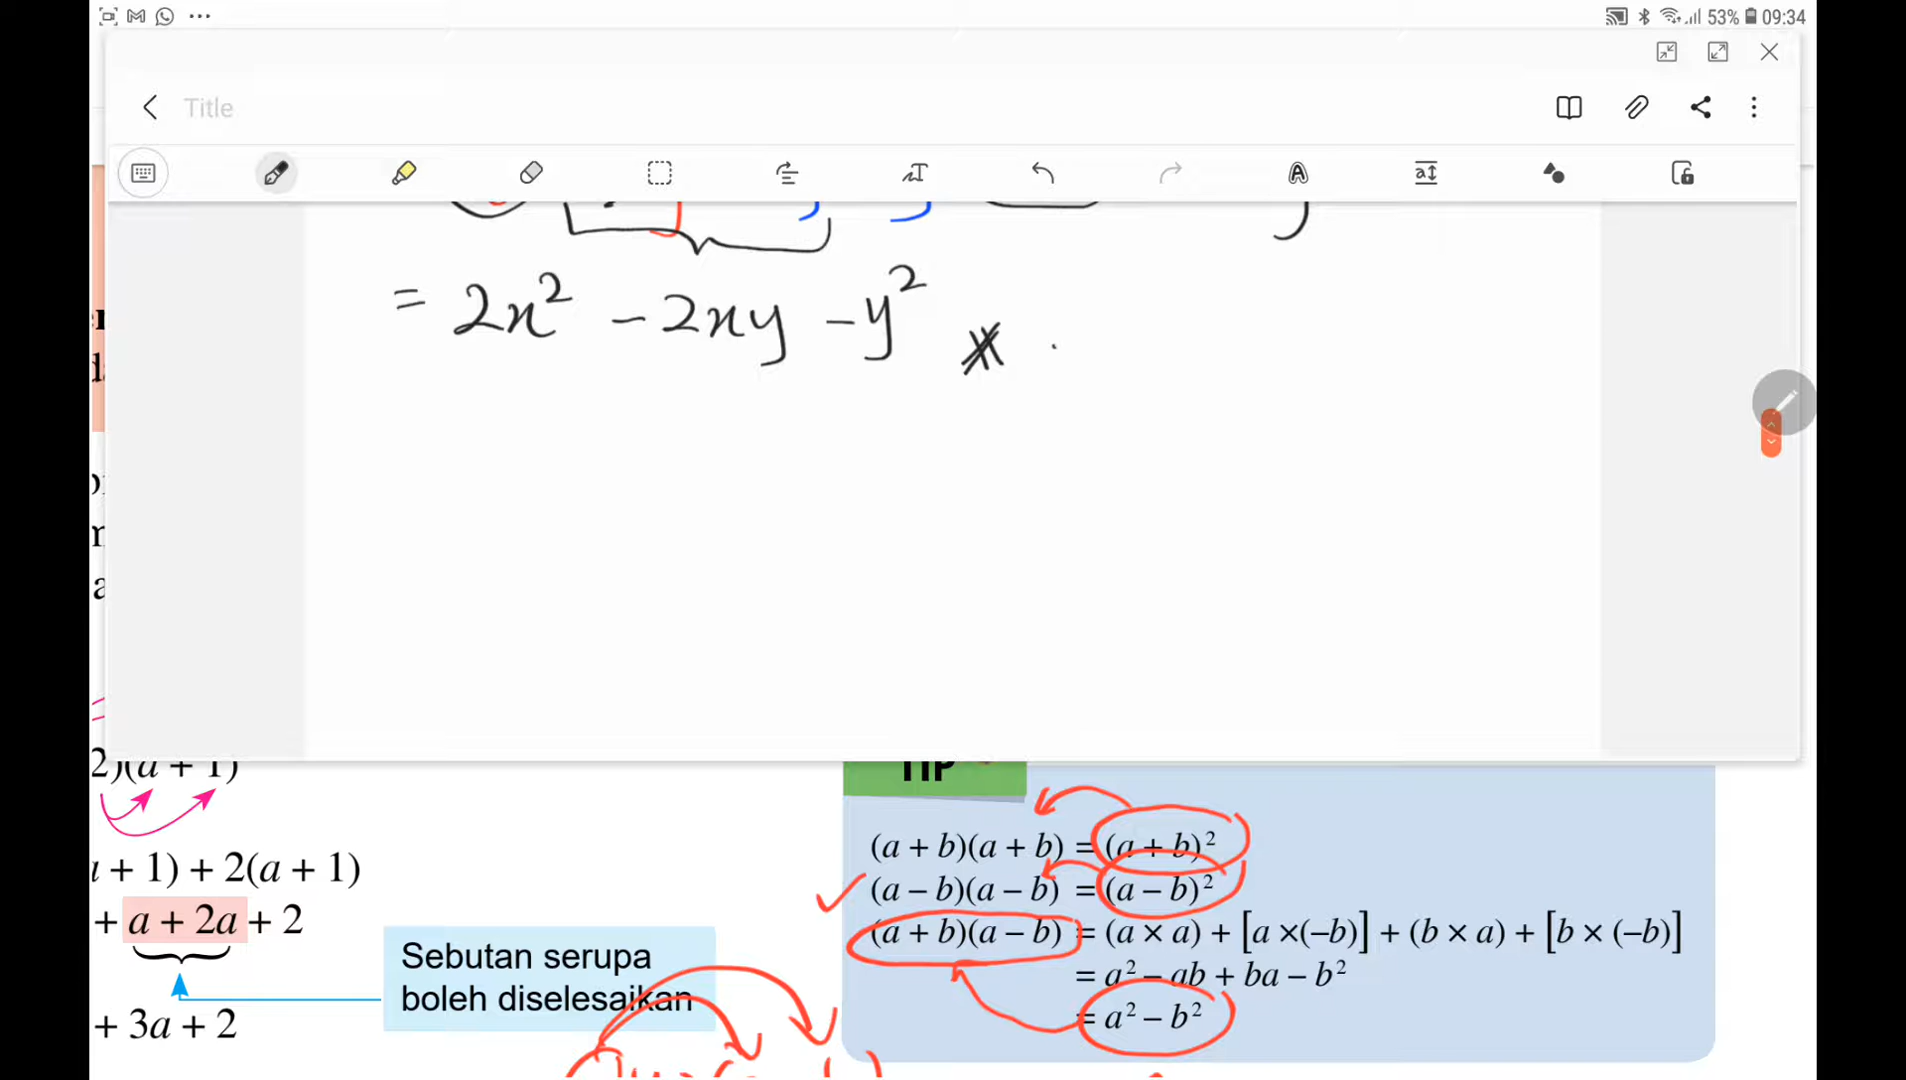 53% 09:34
Title
= 2x² - 2xy - y²
2)(a + 1)
+ 1) + 2(a + 1)
+ a + 2a + 2
+ 3a + 2
Sebutan serupa
boleh diselesaikan
TIP
(a + b)(a + b) = (a + b)²
(a – b)(a – b) = (a – b)²
(a + b)(a – b) = (a × a) + [a ×(–b)] + (b × a) + [b × (–b)]
= a² – ab + ba – b²
= a² – b²